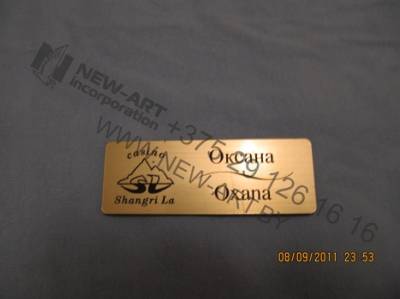 NEW-ART
incorporation
+375 29 126 16 16
WWW.NEW-ART.BY
casino
Shangri La
Оксана
Oxana
08/09/2011 23 53